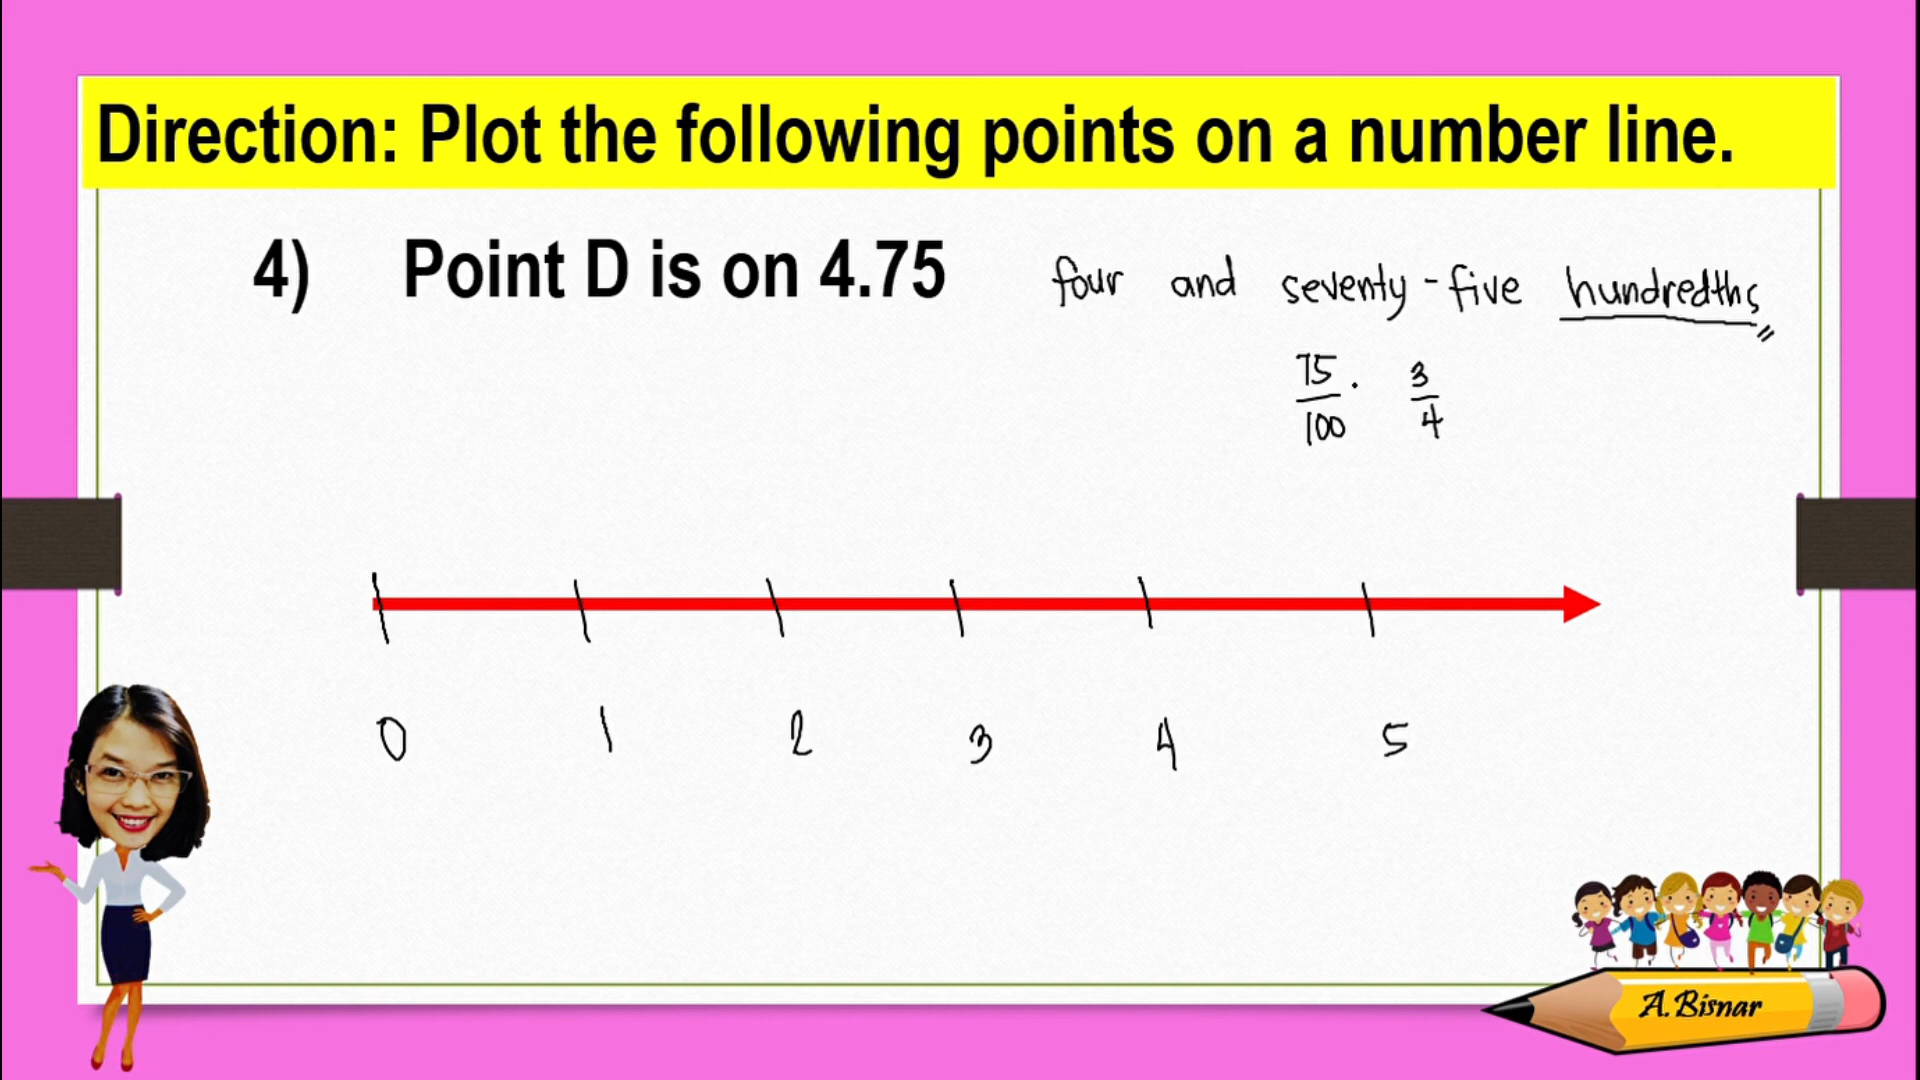 Direction: Plot the following points on a number line.
4) Point D is on 4.75 four and seventy-five hundredths
75 . 3
100 4
0 1 2 3 4 5
A.Bisnar